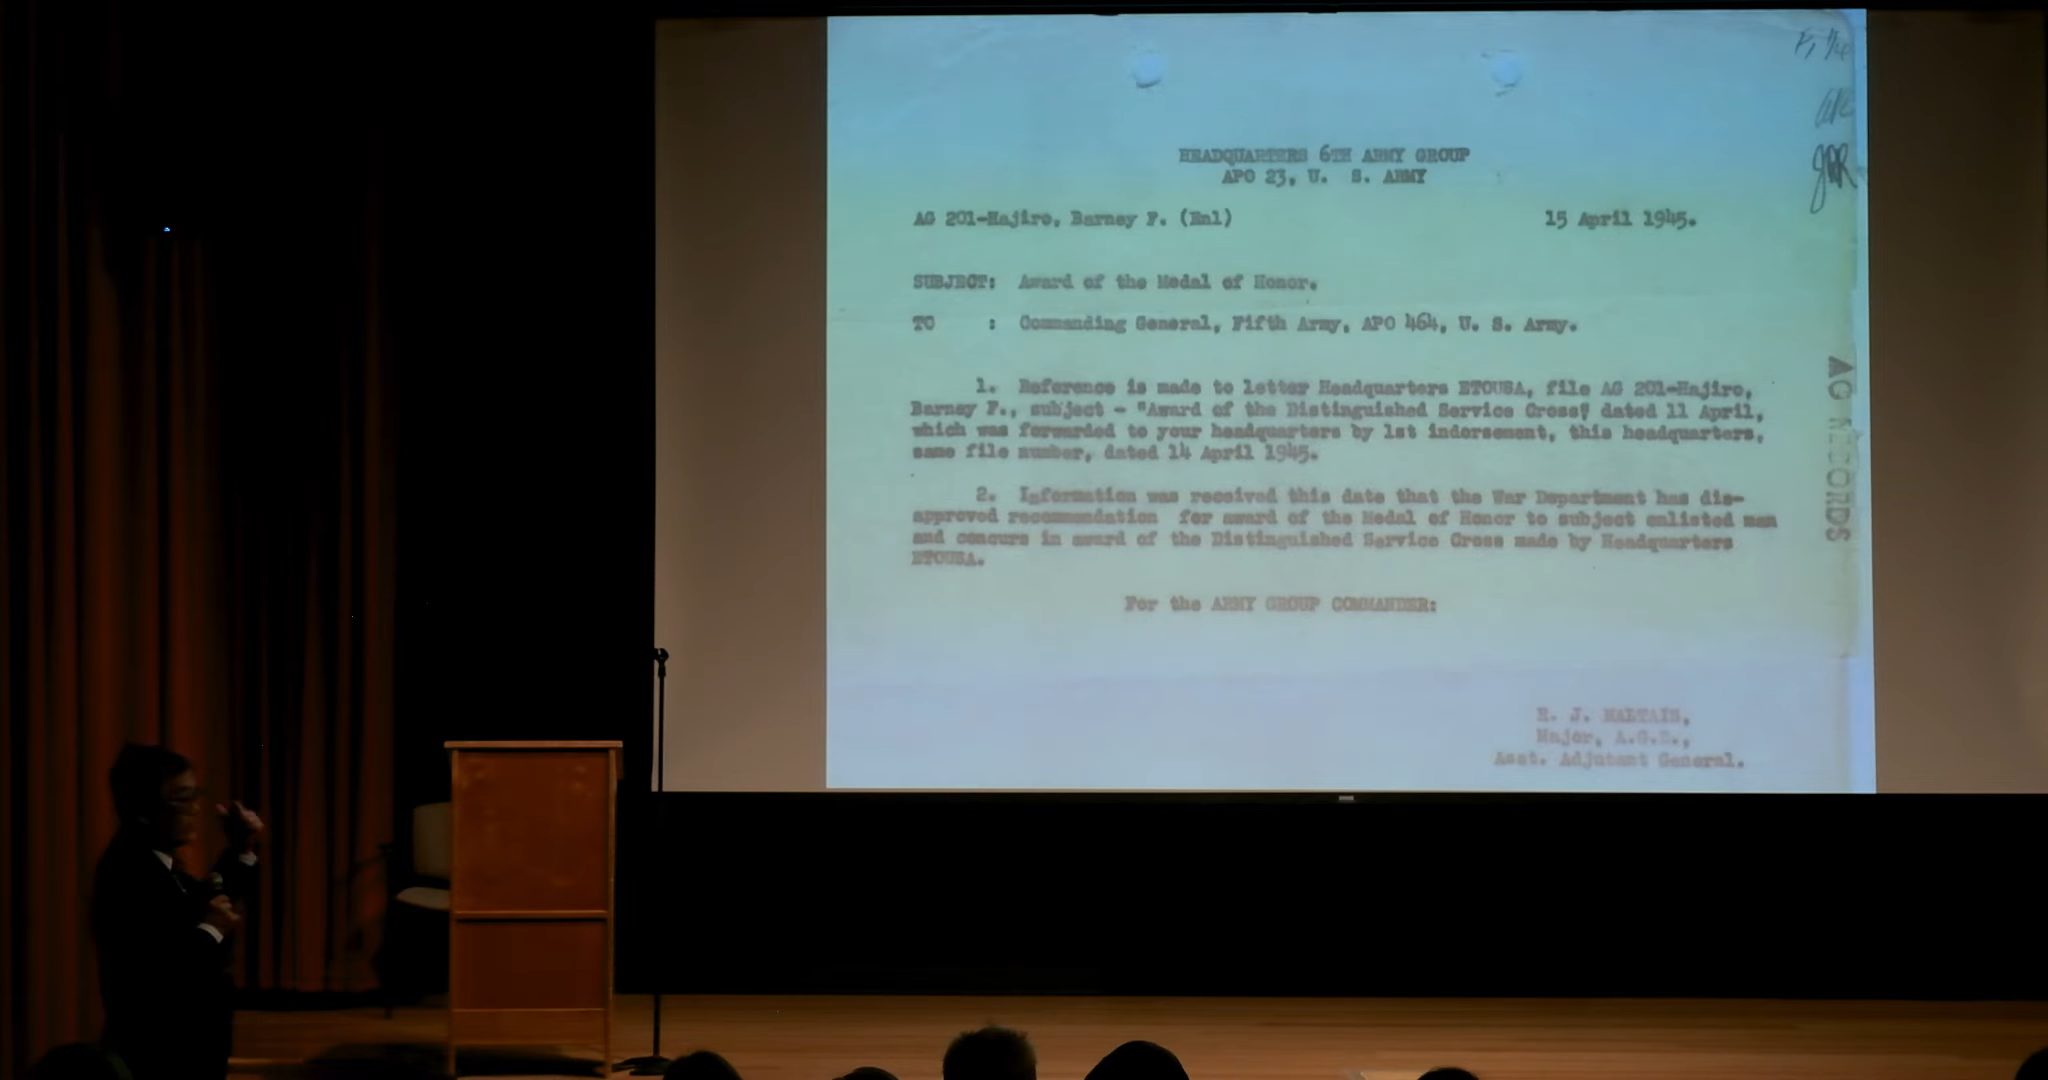 HEADQUARTERS 6TH ARMY GROUP
APO 23, U. S. ARMY
AG 201-Hajiro, Barney F. (Enl)
15 April 1945.
SUBJECT: Award of the Medal of Honor.
TO : Commanding General, Fifth Army, APO 464, U. S. Army.
1. Reference is made to letter Headquarters ETOUSA, file AG 201-Hajiro,
Barney F., subject - "Award of the Distinguished Service Cross" dated 11 April,
which was forwarded to your headquarters by 1st indorsement, this headquarters,
same file number, dated 14 April 1945.
2. Information was received this date that the War Department has dis-
approved recommendation for award of the Medal of Honor to subject enlisted man
and concurs in award of the Distinguished Service Cross made by Headquarters
ETOUSA.
For the ARMY GROUP COMMANDER:
R. J. MALTAIS,
Major, A.G.D.,
Asst. Adjutant General.
AG RECORDS